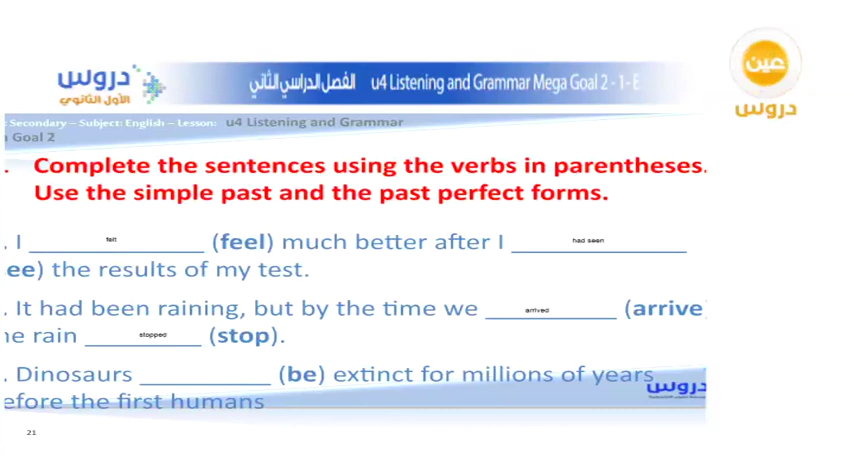 عين
دروس
دروس
الأول الثانوي
الفصل الدراسي الثاني u4 Listening and Grammar Mega Goal 2 - 1- E
Secondary – Subject: English – Lesson: u4 Listening and Grammar
Goal 2
Complete the sentences using the verbs in parentheses.
Use the simple past and the past perfect forms.
. I felt (feel) much better after I had seen
ee) the results of my test.
. It had been raining, but by the time we arrived (arrive)
he rain stopped (stop).
. Dinosaurs ____________ (be) extinct for millions of years
efore the first humans
دروس
21